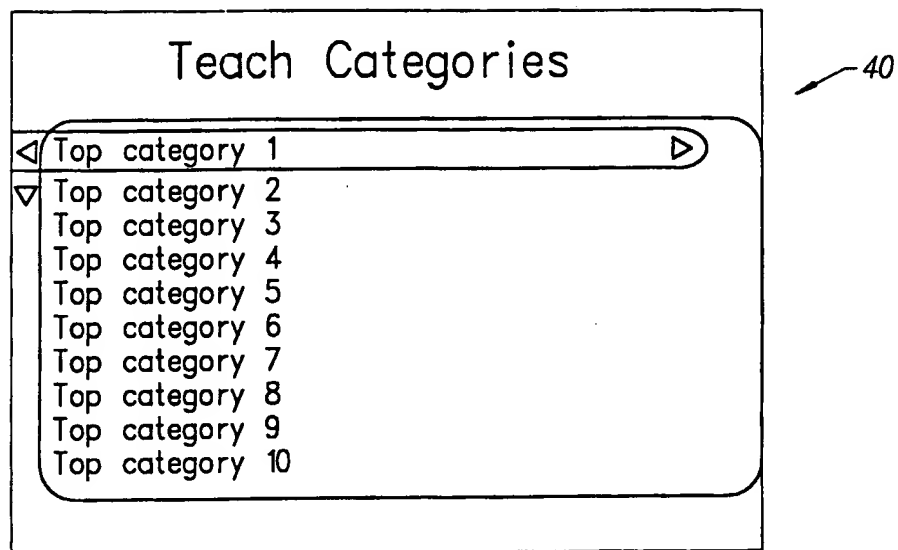 Teach Categories
40
Top category 1
Top category 2
Top category 3
Top category 4
Top category 5
Top category 6
Top category 7
Top category 8
Top category 9
Top category 10